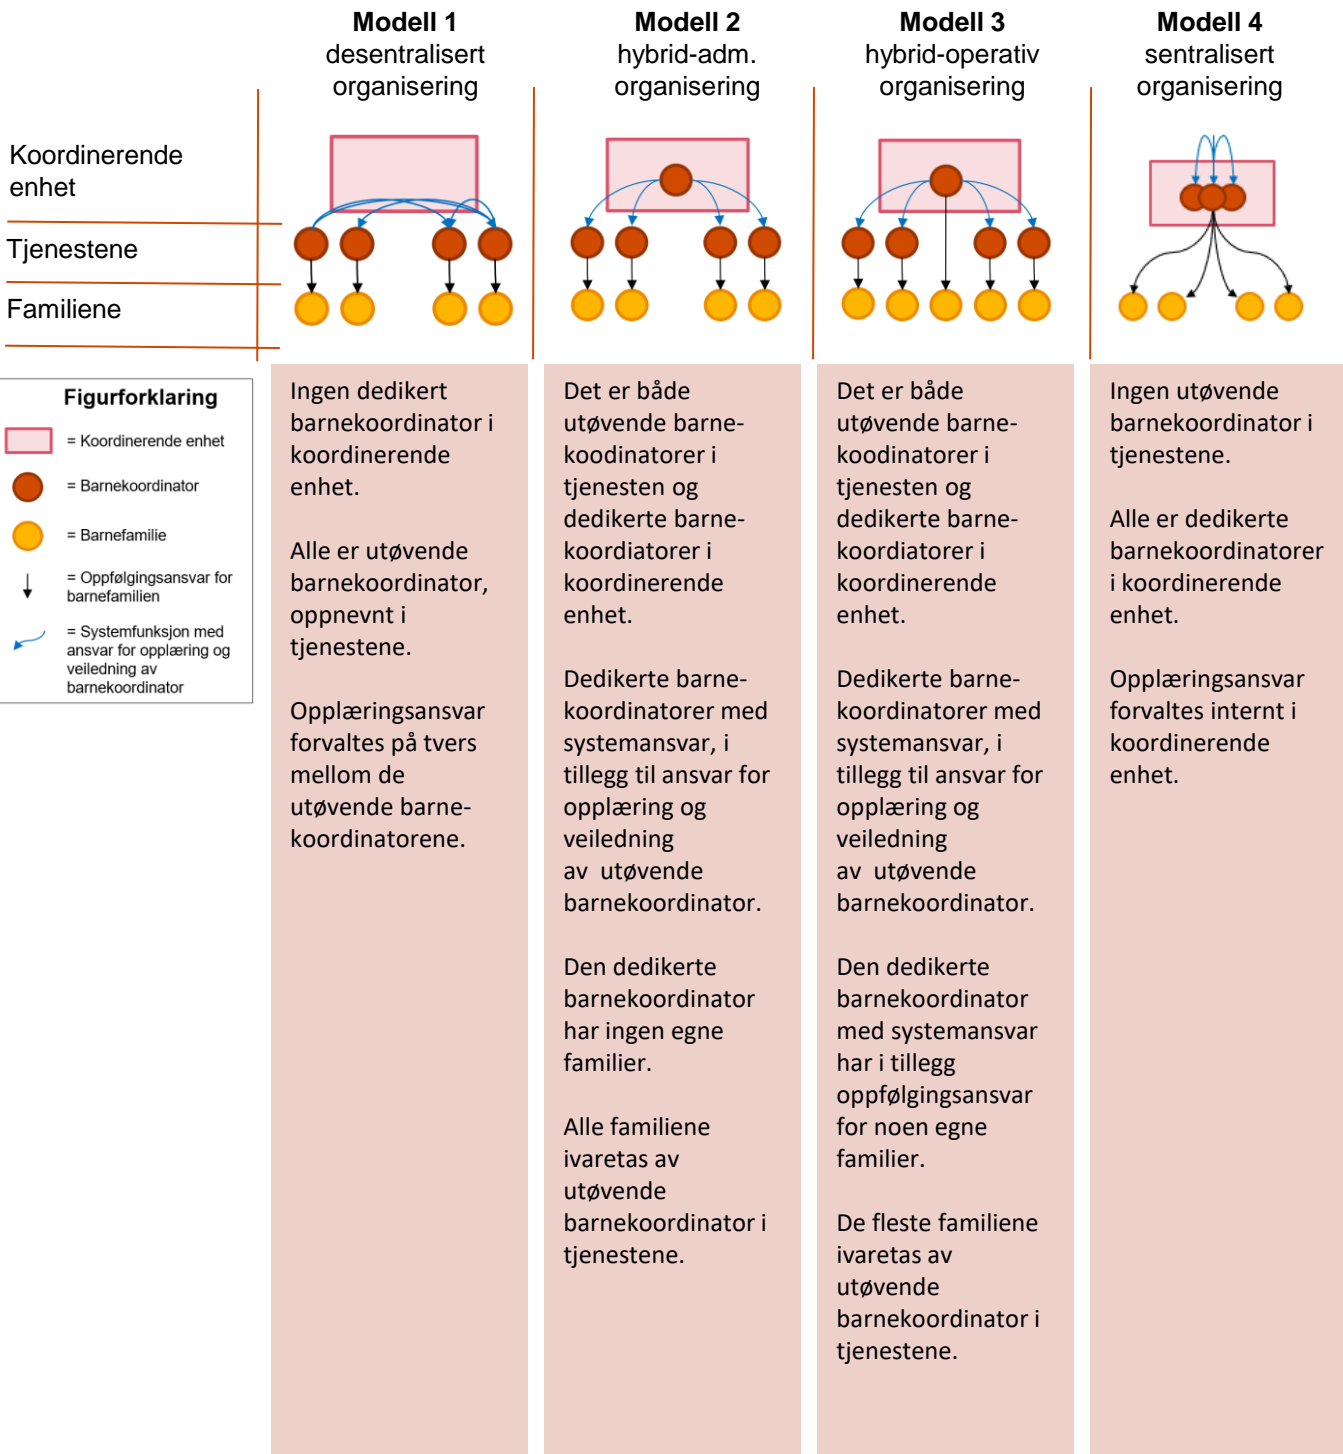 Modell 1
desentralisert
organisering
Modell 2
hybrid-adm.
organisering
Modell 3
hybrid-operativ
organisering
Modell 4
sentralisert
organisering
Koordinerende
enhet
Tjenestene
Familiene
Figurforklaring
= Koordinerende enhet
= Barnekoordinator
= Barnefamilie
= Oppfølgingsansvar for
barnefamilien
= Systemfunksjon med
ansvar for opplæring og
veiledning av
barnekoordinator
Ingen dedikert
barnekoordinator i
koordinerende
enhet.
Alle er utøvende
barnekoordinator,
oppnevnt i
tjenestene.
Opplæringsansvar
forvaltes på tvers
mellom de
utøvende barne-
koordinatorene.
Det er både
utøvende barne-
koodinatorer i
tjenesten og
dedikerte barne-
koordiatorer i
koordinerende
enhet.
Dedikerte barne-
koordinatorer med
systemansvar, i
tillegg til ansvar for
opplæring og
veiledning
av  utøvende
barnekoordinator.
Den dedikerte
barnekoordinator
har ingen egne
familier.
Alle familiene
ivaretas av
utøvende
barnekoordinator i
tjenestene.
Det er både
utøvende barne-
koodinatorer i
tjenesten og
dedikerte barne-
koordiatorer i
koordinerende
enhet.
Dedikerte barne-
koordinatorer med
systemansvar, i
tillegg til ansvar for
opplæring og
veiledning
av  utøvende
barnekoordinator.
Den dedikerte
barnekoordinator
med systemansvar
har i tillegg
oppfølgingsansvar
for noen egne
familier.
De fleste familiene
ivaretas av
utøvende
barnekoordinator i
tjenestene.
Ingen utøvende
barnekoordinator i
tjenestene.
Alle er dedikerte
barnekoordinatorer
i koordinerende
enhet.
Opplæringsansvar
forvaltes internt i
koordinerende
enhet.